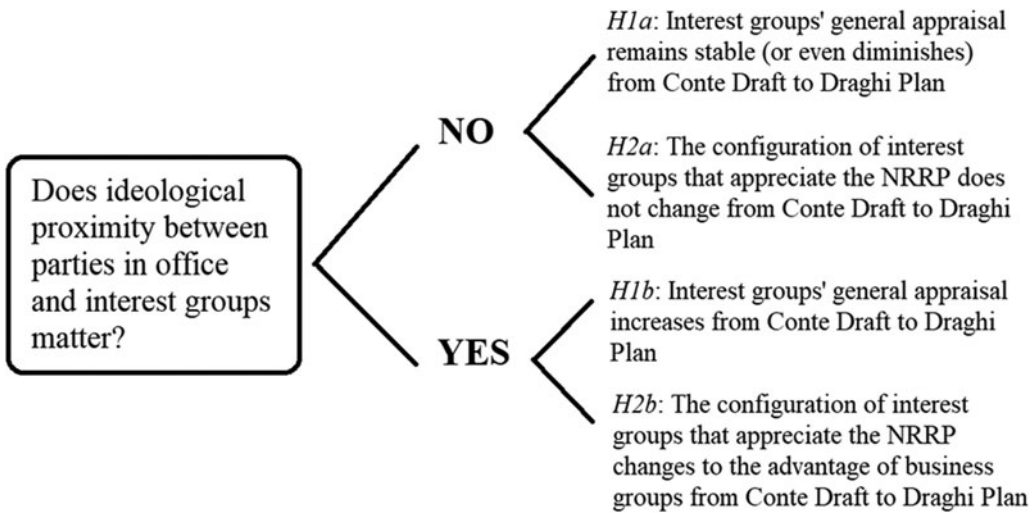 Does ideological
proximity between
parties in office
and interest groups
matter?
NO
H1a: Interest groups' general appraisal
remains stable (or even diminishes)
from Conte Draft to Draghi Plan
H2a: The configuration of interest
groups that appreciate the NRRP does
not change from Conte Draft to Draghi
Plan
YES
H1b: Interest groups' general appraisal
increases from Conte Draft to Draghi
Plan
H2b: The configuration of interest
groups that appreciate the NRRP
changes to the advantage of business
groups from Conte Draft to Draghi Plan